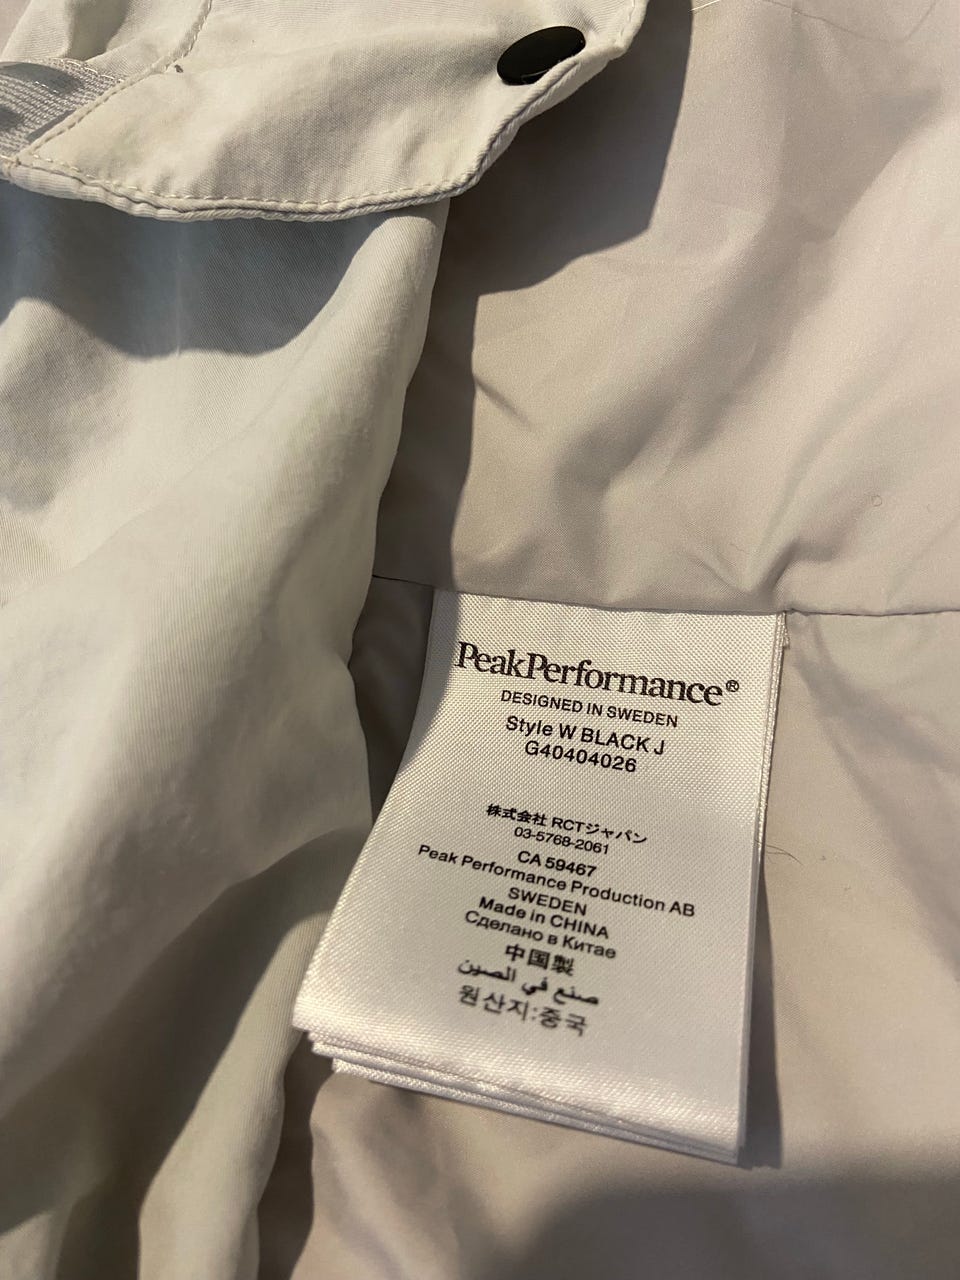 PeakPerformance®
DESIGNED IN SWEDEN
Style W BLACK J
G40404026
株式会社 RCTジャパン
03-5768-2061
CA 59467
Peak Performance Production AB
SWEDEN
Made in CHINA
Сделано в Китае
中国製
صنع في الصين
원산지:중국